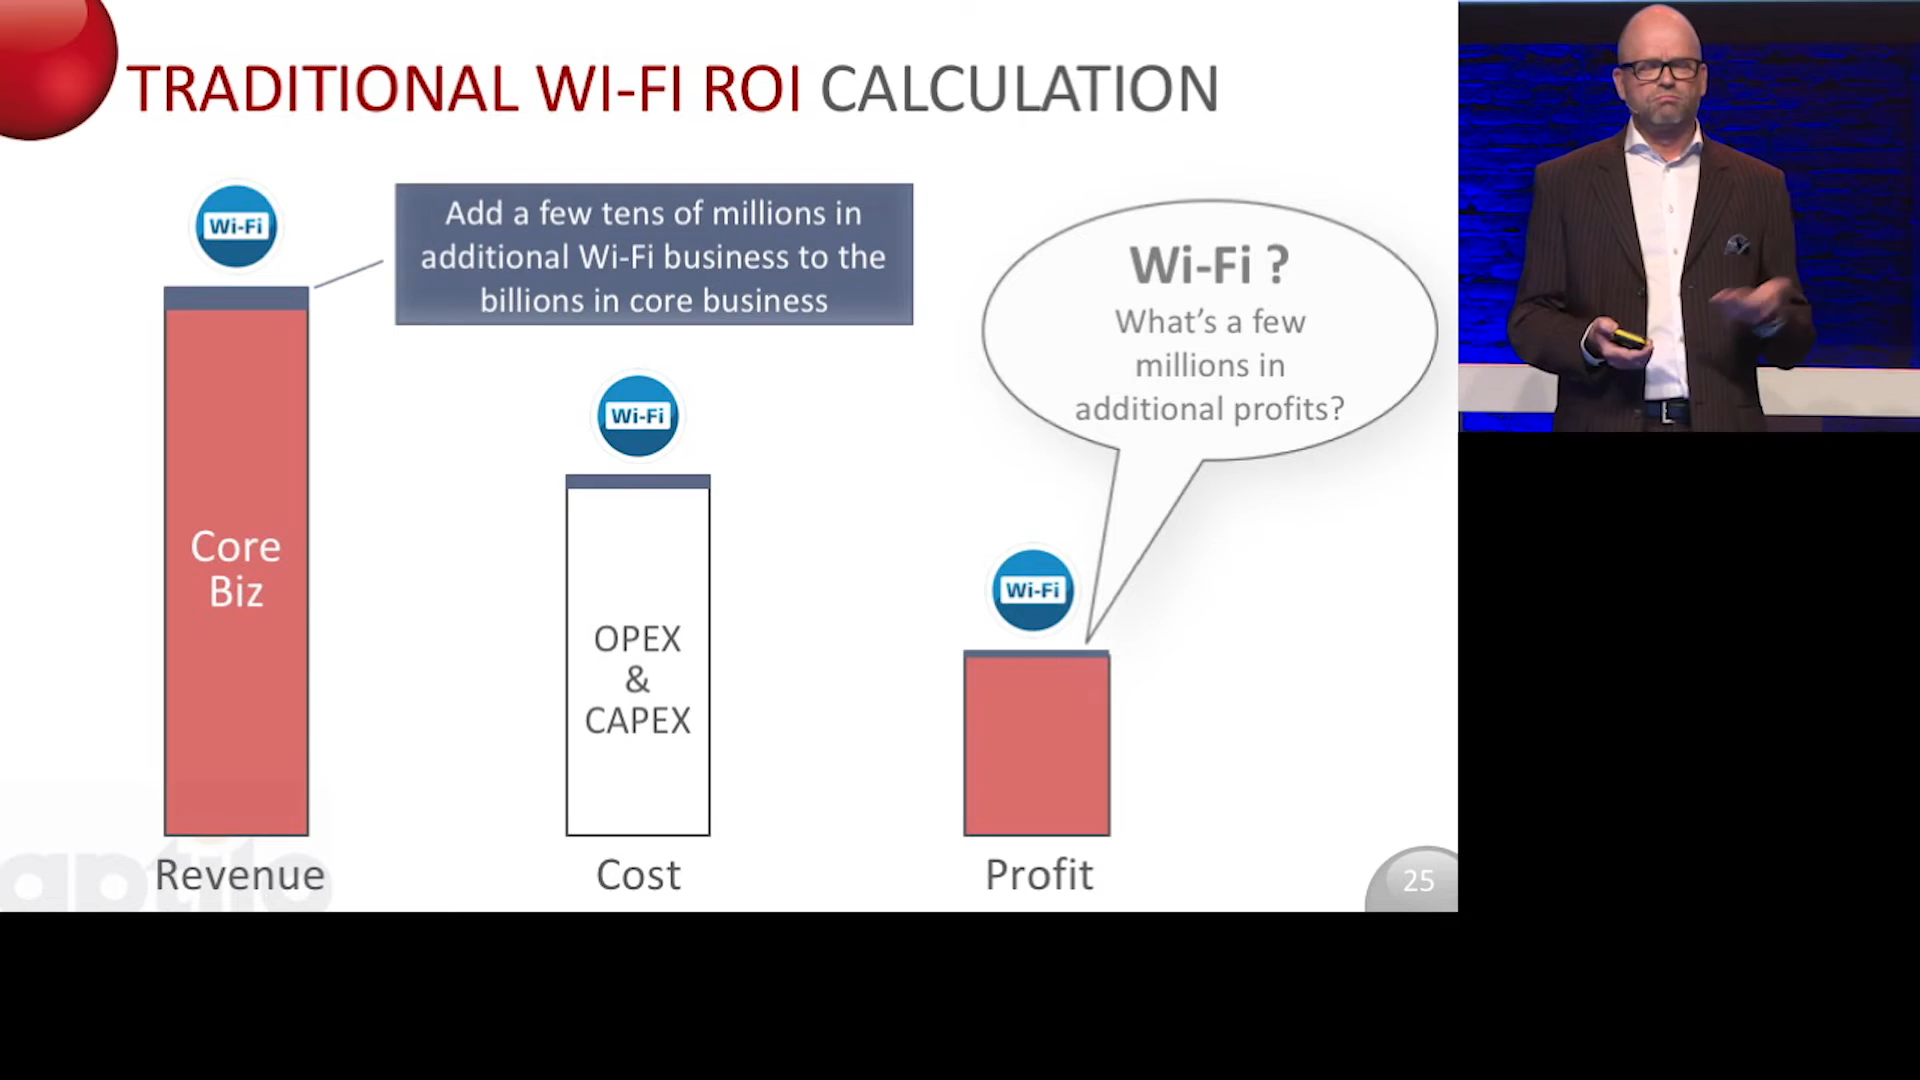 TRADITIONAL WI-FI ROI CALCULATION
Wi-Fi
Add a few tens of millions in
additional Wi-Fi business to the
billions in core business
Wi-Fi ?
What's a few
millions in
additional profits?
Wi-Fi
Core
Biz
OPEX
&
CAPEX
Wi-Fi
Revenue
Cost
Profit
aptilo
25